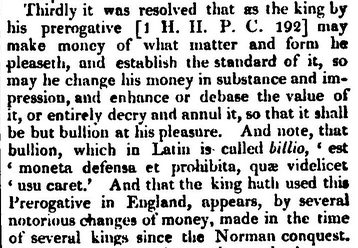 Thirdly it was resolved that as the king by
his prerogative [1 H. H. P. C. 192] may
make money of what matter and form he
pleaseth, and establish the standard of it, so
may he change his money in substance and im-
pression, and enhance or debase the value of
it, or entirely decry and annul it, so that it shall
be but bullion at his pleasure. And note, that
bullion, which in Latin is called billio, ‘ est
‘ moneta defensa et prohibita, quæ videlicet
‘ usu caret.’ And that the king hath used this
Prerogative in England, appears, by several
notorious changes of money, made in the time
of several kings since the Norman conquest.